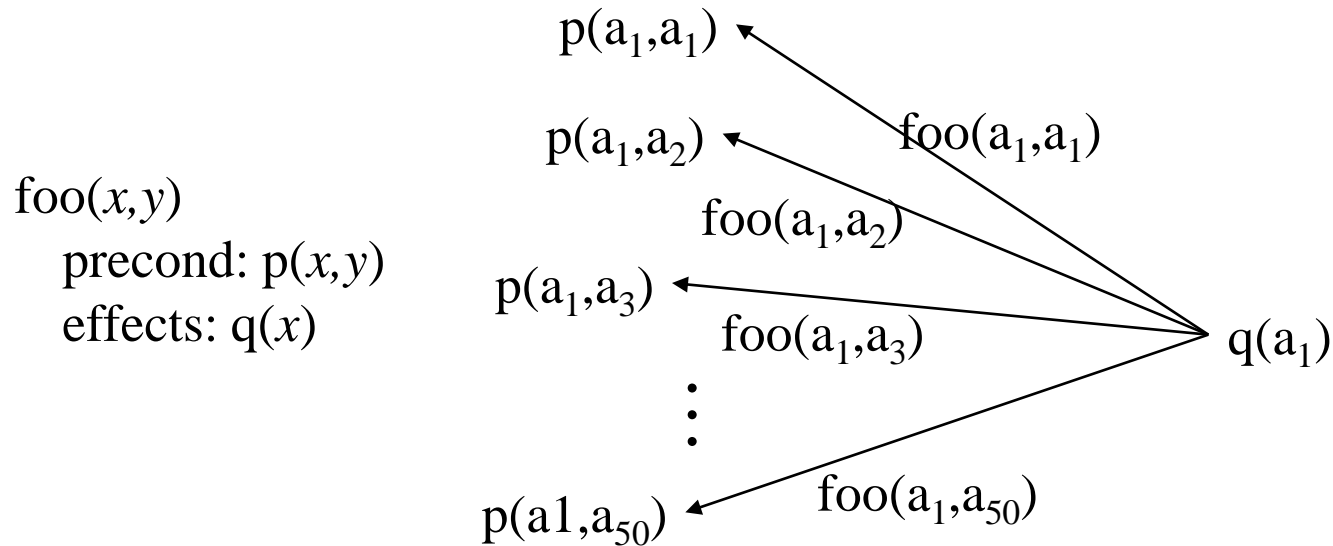 foo(x,y)
precond: p(x,y)
effects: q(x)
p(a₁,a₁)
foo(a₁,a₁)
p(a₁,a₂)
foo(a₁,a₂)
p(a₁,a₃)
foo(a₁,a₃)
q(a₁)
⋮
foo(a₁,a₅₀)
p(a1,a₅₀)